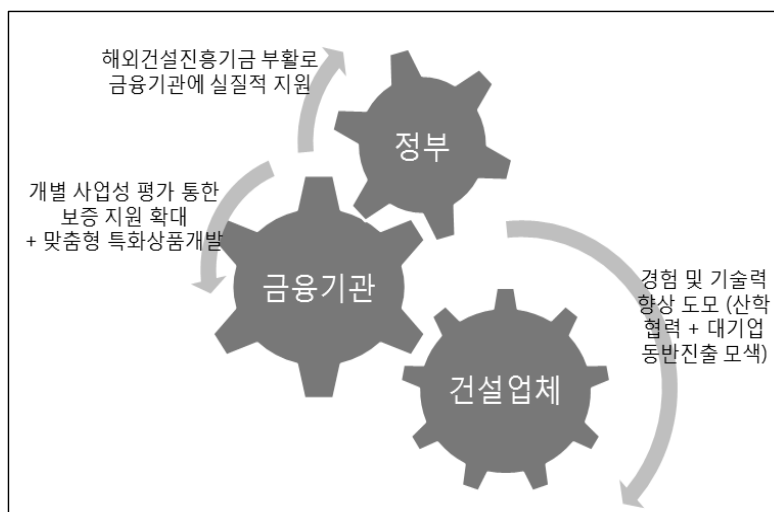 해외건설진흥기금 부활로
금융기관에 실질적 지원
정부
개별 사업성 평가 통한
보증 지원 확대
+ 맞춤형 특화상품개발
금융기관
경험 및 기술력
향상 도모 (산학
협력 + 대기업
동반진출 모색)
건설업체